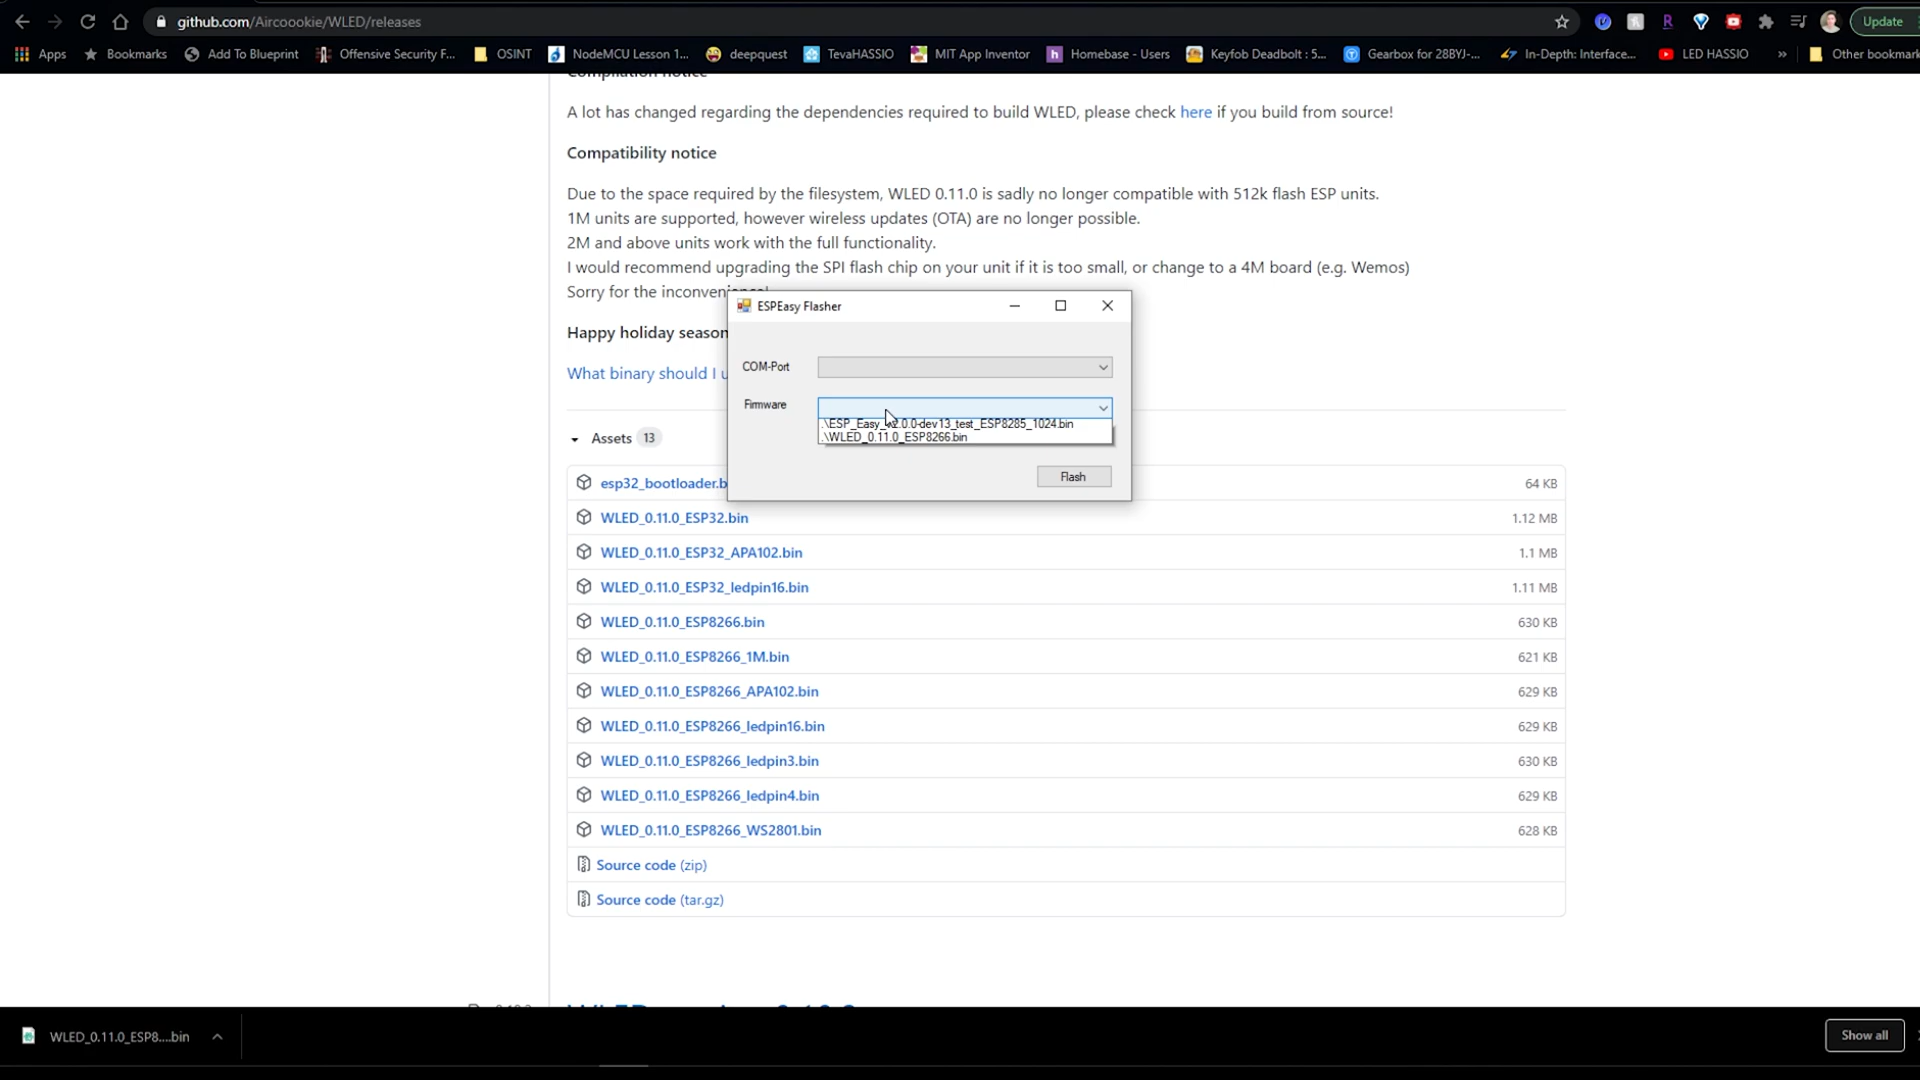 github.com/Aircoookie/WLED/releases
Update
Apps
Bookmarks
Add To Blueprint
Offensive Security F...
OSINT
NodeMCU Lesson 1...
deepquest
TevaHASSIO
MIT App Inventor
Homebase - Users
Keyfob Deadbolt : 5...
Gearbox for 28BYJ-...
In-Depth: Interface...
LED HASSIO
»
Other bookmark
Compilation notice
A lot has changed regarding the dependencies required to build WLED, please check here if you build from source!
Compatibility notice
Due to the space required by the filesystem, WLED 0.11.0 is sadly no longer compatible with 512k flash ESP units.
1M units are supported, however wireless updates (OTA) are no longer possible.
2M and above units work with the full functionality.
I would recommend upgrading the SPI flash chip on your unit if it is too small, or change to a 4M board (e.g. Wemos)
Sorry for the inconvenience!
Happy holiday season
What binary should I u
ESPEasy Flasher
COM-Port
Firmware
.\ESP_Easy_v2.0.0-dev13_test_ESP8285_1024.bin
.\WLED_0.11.0_ESP8266.bin
Flash
Assets 13
esp32_bootloader.b 64 KB
WLED_0.11.0_ESP32.bin 1.12 MB
WLED_0.11.0_ESP32_APA102.bin 1.1 MB
WLED_0.11.0_ESP32_ledpin16.bin 1.11 MB
WLED_0.11.0_ESP8266.bin 630 KB
WLED_0.11.0_ESP8266_1M.bin 621 KB
WLED_0.11.0_ESP8266_APA102.bin 629 KB
WLED_0.11.0_ESP8266_ledpin16.bin 629 KB
WLED_0.11.0_ESP8266_ledpin3.bin 630 KB
WLED_0.11.0_ESP8266_ledpin4.bin 629 KB
WLED_0.11.0_ESP8266_WS2801.bin 628 KB
Source code (zip)
Source code (tar.gz)
WLED_0.11.0_ESP8....bin
Show all